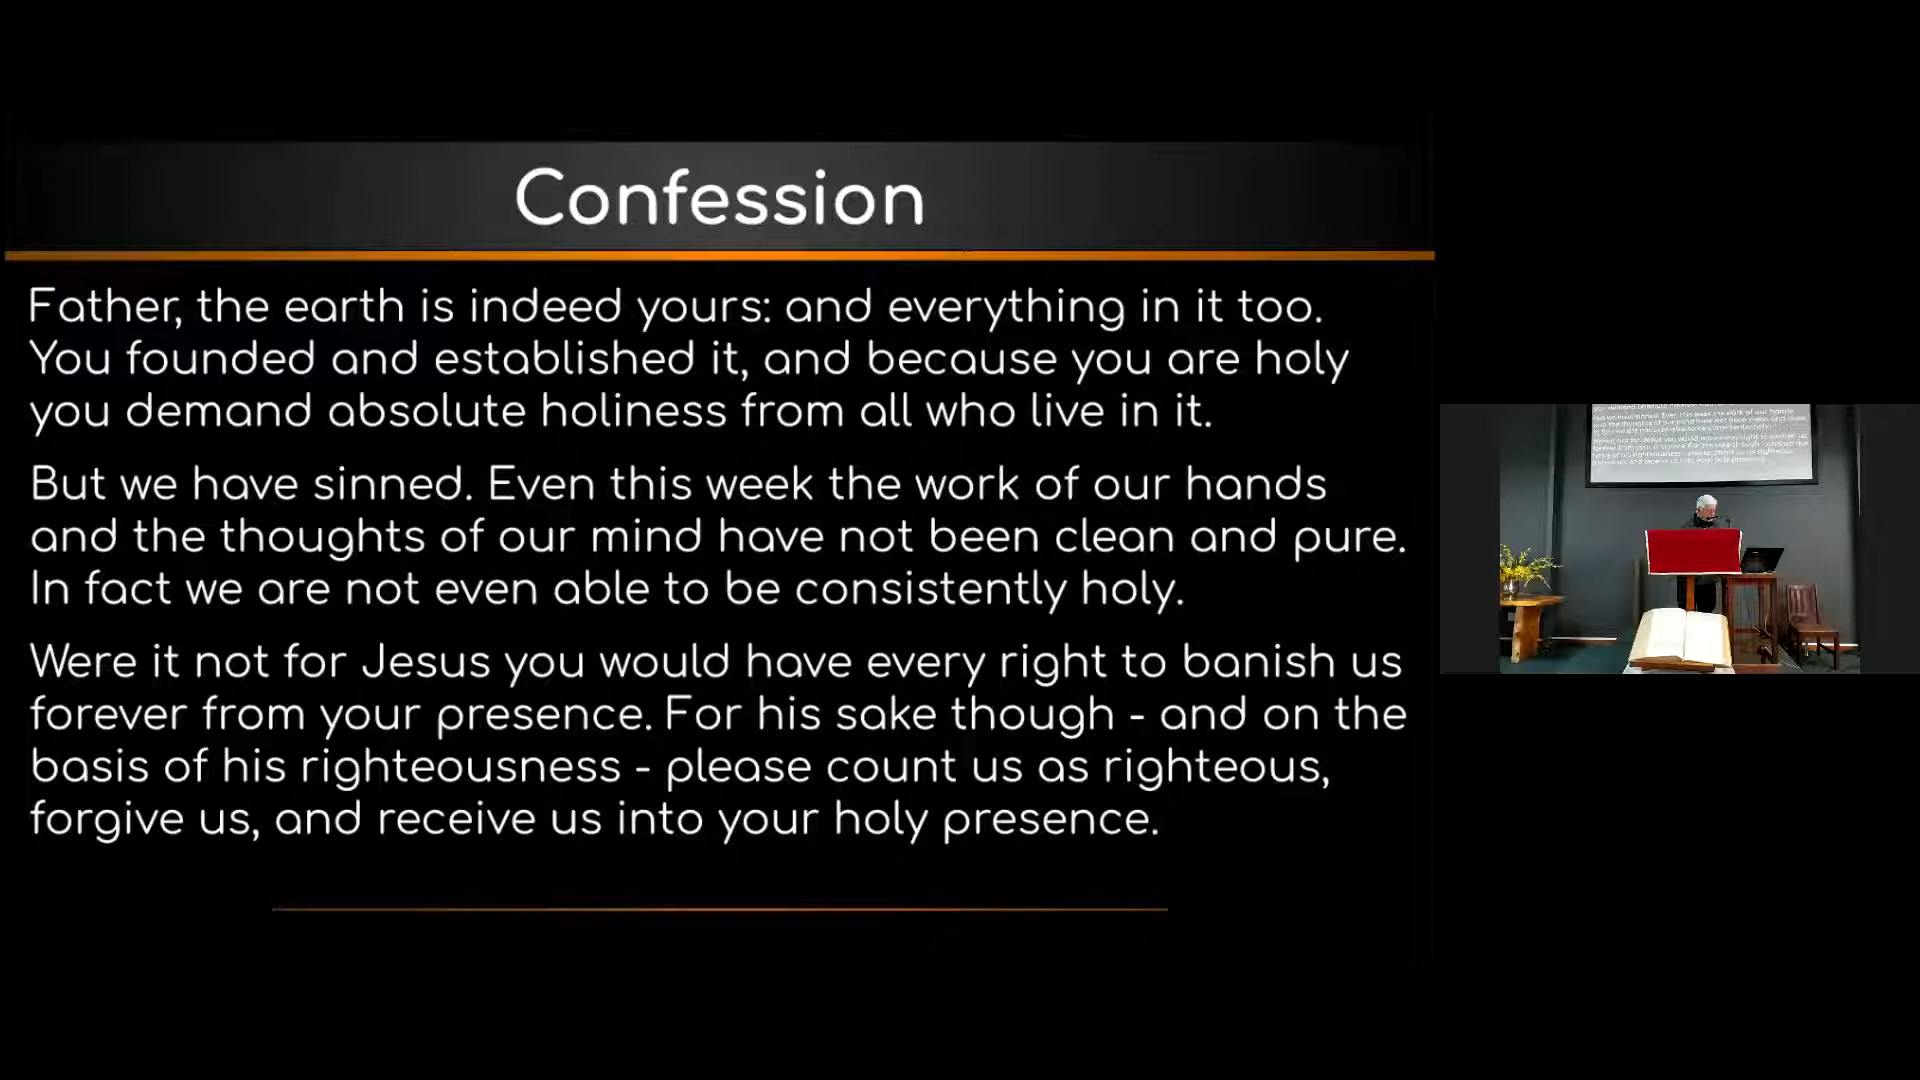 Confession
Father, the earth is indeed yours: and everything in it too.
You founded and established it, and because you are holy
you demand absolute holiness from all who live in it.
But we have sinned. Even this week the work of our hands
and the thoughts of our mind have not been clean and pure.
In fact we are not even able to be consistently holy.
Were it not for Jesus you would have every right to banish us
forever from your presence. For his sake though - and on the
basis of his righteousness - please count us as righteous,
forgive us, and receive us into your holy presence.